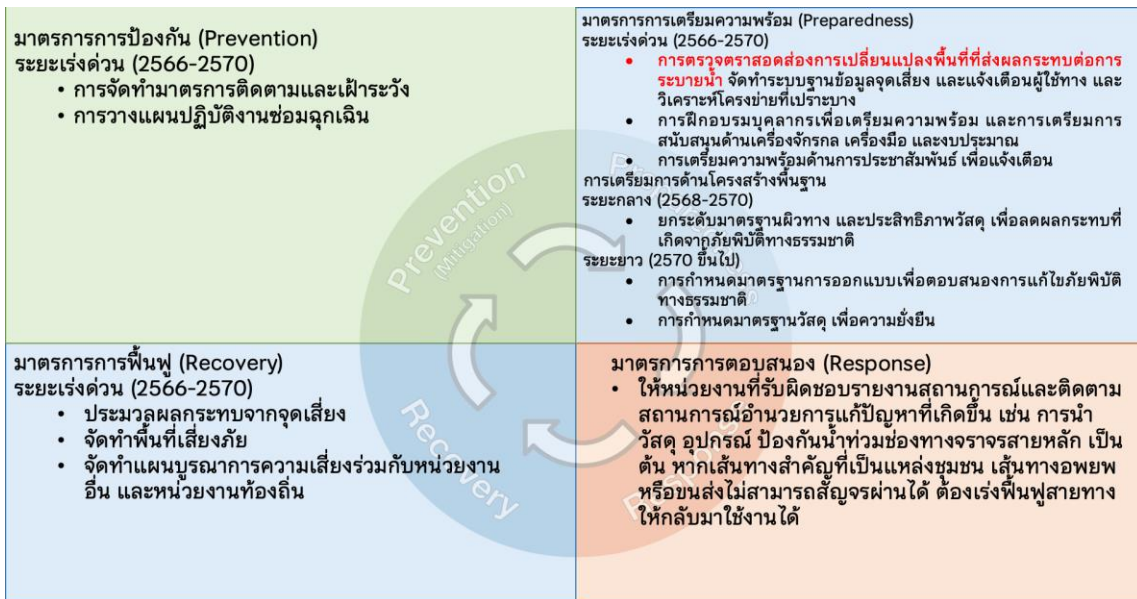 มาตรการการป้องกัน (Prevention)
ระยะเร่งด่วน (2566-2570)
• การจัดทำมาตรการติดตามและเฝ้าระวัง
• การวางแผนปฏิบัติงานซ่อมฉุกเฉิน
มาตรการการเตรียมความพร้อม (Preparedness)
ระยะเร่งด่วน (2566-2570)
• การตรวจตราสอดส่องการเปลี่ยนแปลงพื้นที่ที่ส่งผลกระทบต่อการ
ระบายน้ำ จัดทำระบบฐานข้อมูลจุดเสี่ยง และแจ้งเตือนผู้ใช้ทาง และ
วิเคราะห์โครงข่ายที่เปราะบาง
• การฝึกอบรมบุคลากรเพื่อเตรียมความพร้อม และการเตรียมการ
สนับสนุนด้านเครื่องจักรกล เครื่องมือ และงบประมาณ
• การเตรียมความพร้อมด้านการประชาสัมพันธ์ เพื่อแจ้งเตือน
การเตรียมการด้านโครงสร้างพื้นฐาน
ระยะกลาง (2568-2570)
• ยกระดับมาตรฐานผิวทาง และประสิทธิภาพวัสดุ เพื่อลดผลกระทบที่
เกิดจากภัยพิบัติทางธรรมชาติ
ระยะยาว (2570 ขึ้นไป)
• การกำหนดมาตรฐานการออกแบบเพื่อตอบสนองการแก้ไขภัยพิบัติ
ทางธรรมชาติ
• การกำหนดมาตรฐานวัสดุ เพื่อความยั่งยืน
Prevention
(Mitigation)
มาตรการการฟื้นฟู (Recovery)
ระยะเร่งด่วน (2566-2570)
• ประมวลผลกระทบจากจุดเสี่ยง
• จัดทำพื้นที่เสี่ยงภัย
• จัดทำแผนบูรณาการความเสี่ยงร่วมกับหน่วยงาน
อื่น และหน่วยงานท้องถิ่น
Recovery
มาตรการการตอบสนอง (Response)
• ให้หน่วยงานที่รับผิดชอบรายงานสถานการณ์และติดตาม
สถานการณ์อำนวยการแก้ปัญหาที่เกิดขึ้น เช่น การนำ
วัสดุ อุปกรณ์ ป้องกันน้ำท่วมช่องทางจราจรสายหลัก เป็น
ต้น หากเส้นทางสำคัญที่เป็นแหล่งชุมชน เส้นทางอพยพ
หรือขนส่งไม่สามารถสัญจรผ่านได้ ต้องเร่งฟื้นฟูสายทาง
ให้กลับมาใช้งานได้